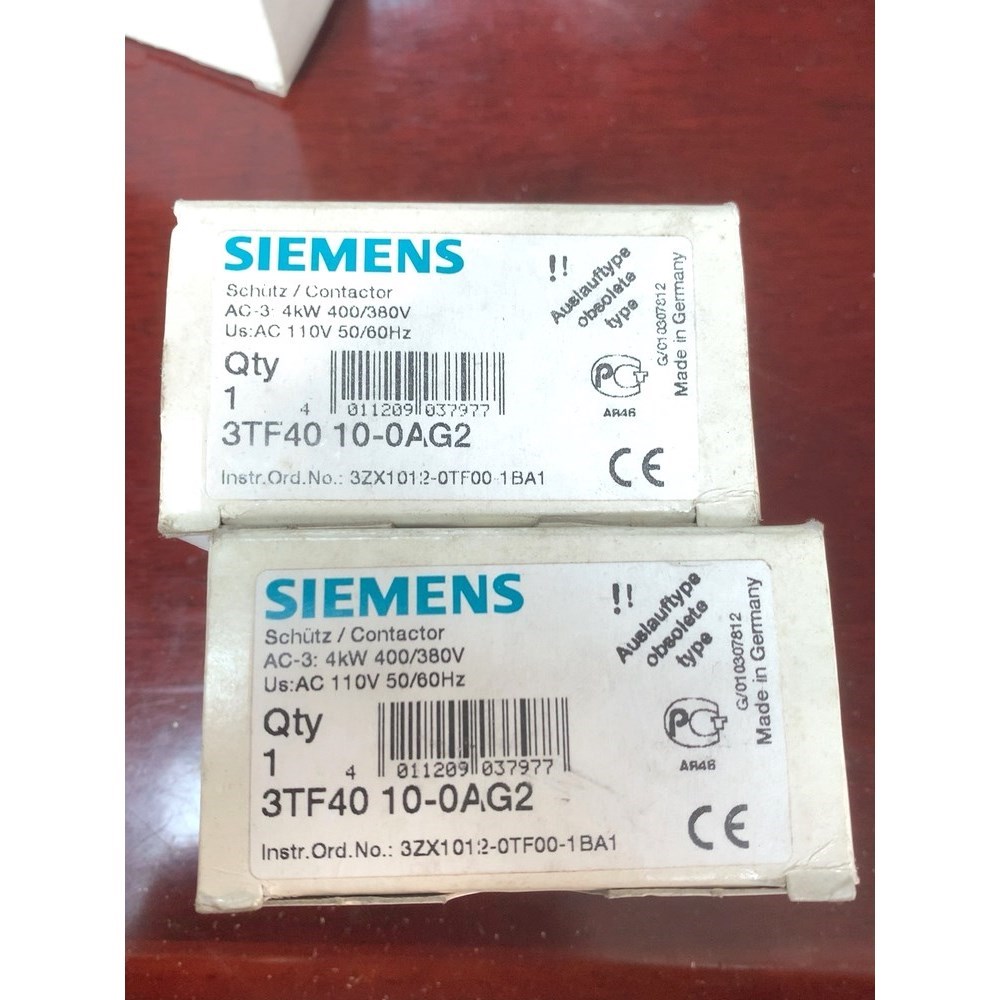 SIEMENS
Schütz / Contactor
AC-3: 4kW 400/380V
Us:AC 110V 50/60Hz
Qty
1
4 011209 037977
3TF40 10-0AG2
Instr.Ord.No.: 3ZX1012-0TF00-1BA1
!! Auslauftype
obsolete
type
PCT
AR46
CE
G/010307812
Made in Germany
SIEMENS
Schütz / Contactor
AC-3: 4kW 400/380V
Us:AC 110V 50/60Hz
Qty
1
4 011209 037977
3TF40 10-0AG2
Instr.Ord.No.: 3ZX1012-0TF00-1BA1
!! Auslauftype
obsolete
type
PCT
AR46
CE
G/010307812
Made in Germany